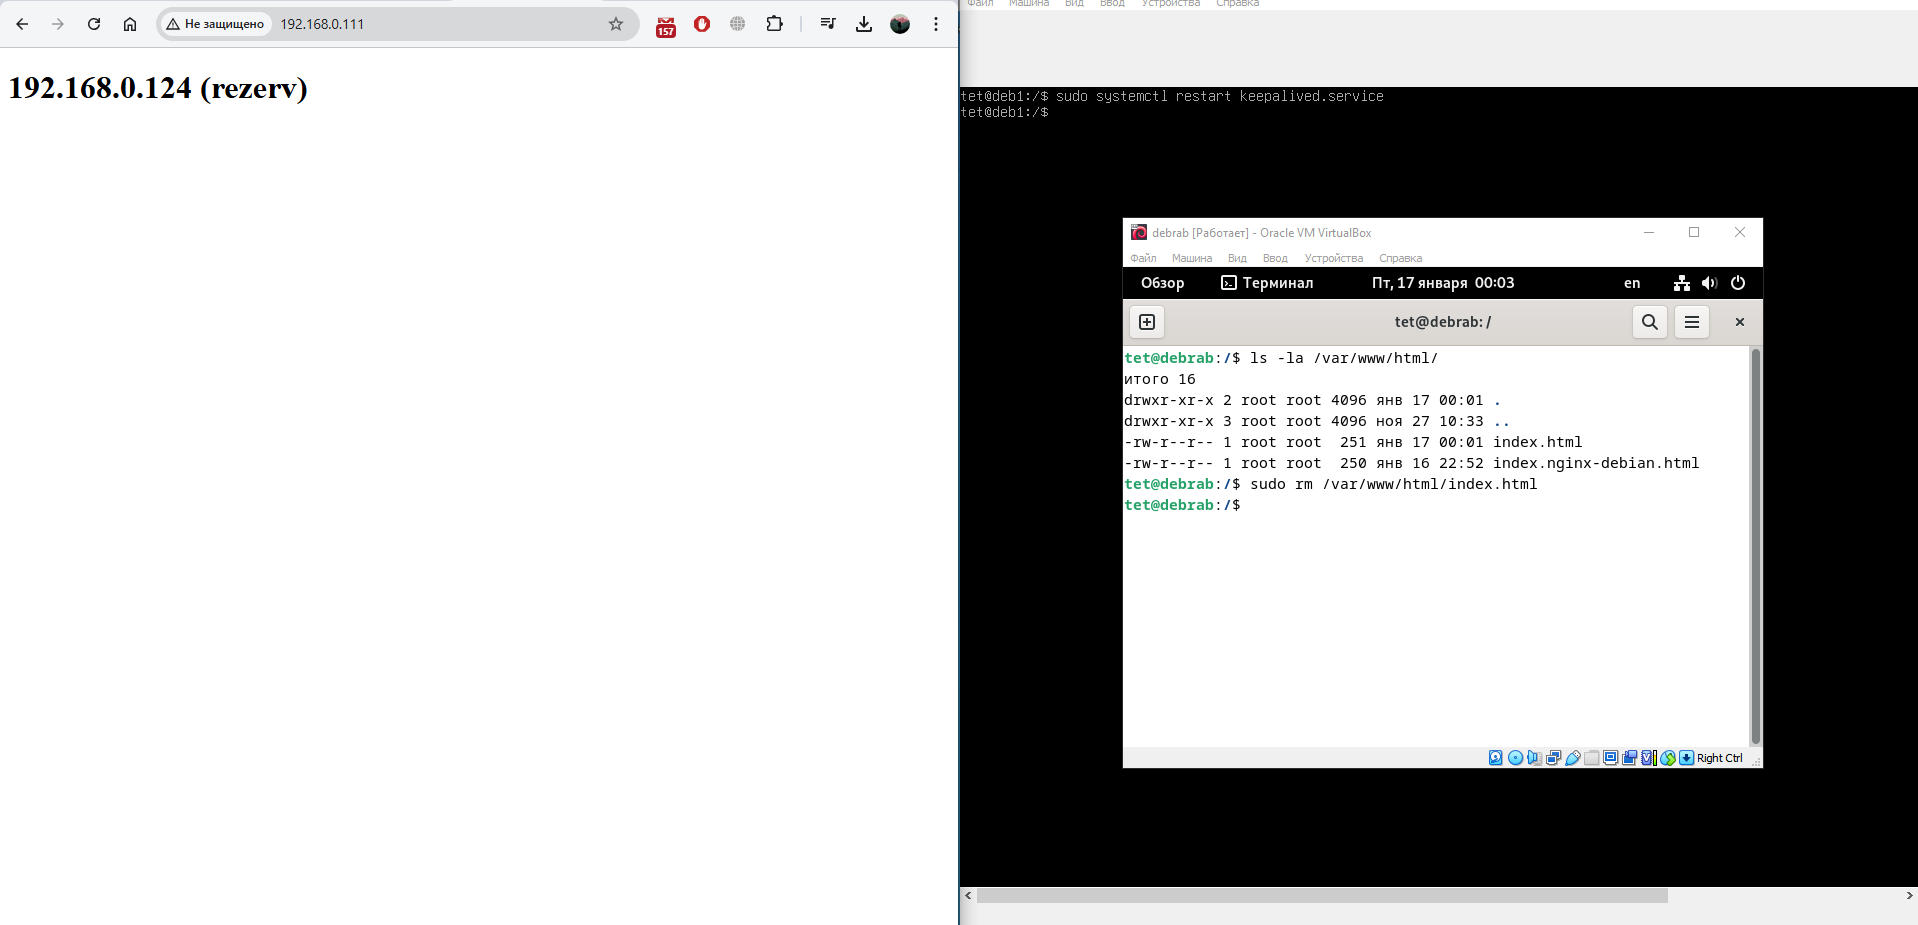 Не защищено 192.168.0.111
157
192.168.0.124 (rezerv)
Файл Машина Вид Ввод Устройства Справка
tet@deb1:/$ sudo systemctl restart keepalived.service
tet@deb1:/$
debrab [Работает] - Oracle VM VirtualBox
Файл Машина Вид Ввод Устройства Справка
Обзор Терминал Пт, 17 января 00:03 en
tet@debrab: /
tet@debrab:/$ ls -la /var/www/html/
итого 16
drwxr-xr-x 2 root root 4096 янв 17 00:01 .
drwxr-xr-x 3 root root 4096 ноя 27 10:33 ..
-rw-r--r-- 1 root root  251 янв 17 00:01 index.html
-rw-r--r-- 1 root root  250 янв 16 22:52 index.nginx-debian.html
tet@debrab:/$ sudo rm /var/www/html/index.html
tet@debrab:/$
Right Ctrl